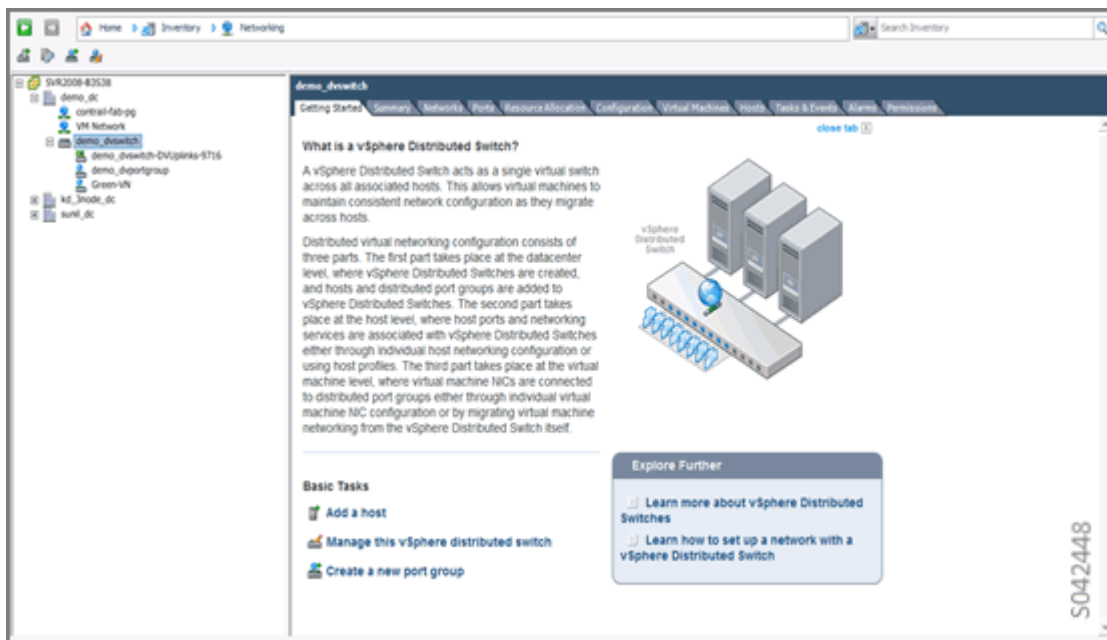 Home Inventory Networking
Search Inventory
SVR2008-83538
demo_dc
contrail-fab-pg
VM Network
demo_dvswitch
demo_dvswitch-DVUplinks-9716
demo_dvportgroup
Green-VN
kd_3node_dc
sunil_dc
demo_dvswitch
Getting Started Summary Networks Ports Resource Allocation Configuration Virtual Machines Hosts Tasks & Events Alarms Permissions
close tab
What is a vSphere Distributed Switch?
A vSphere Distributed Switch acts as a single virtual switch
across all associated hosts. This allows virtual machines to
maintain consistent network configuration as they migrate
across hosts.
Distributed virtual networking configuration consists of
three parts. The first part takes place at the datacenter
level, where vSphere Distributed Switches are created,
and hosts and distributed port groups are added to
vSphere Distributed Switches. The second part takes
place at the host level, where host ports and networking
services are associated with vSphere Distributed Switches
either through individual host networking configuration or
using host profiles. The third part takes place at the virtual
machine level, where virtual machine NICs are connected
to distributed port groups either through individual virtual
machine NIC configuration or by migrating virtual machine
networking from the vSphere Distributed Switch itself.
vSphere
Distributed
Switch
Basic Tasks
Add a host
Manage this vSphere distributed switch
Create a new port group
Explore Further
Learn more about vSphere Distributed
Switches
Learn how to set up a network with a
vSphere Distributed Switch
S042448